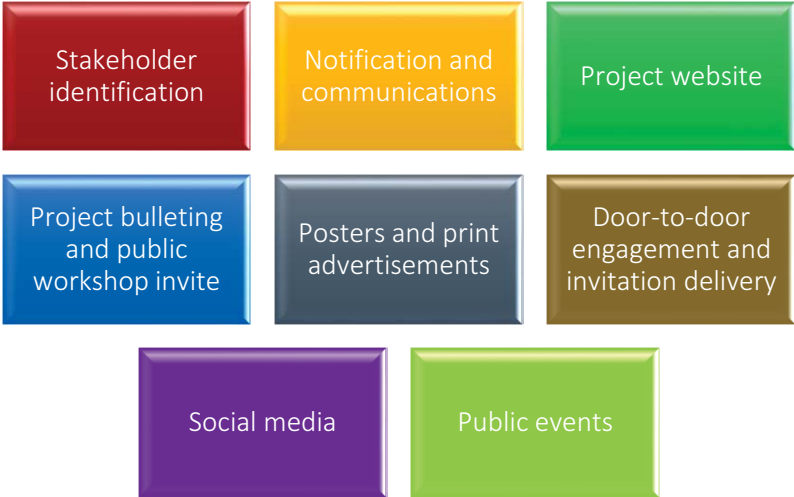 Stakeholder
identification
Notification and
communications
Project website
Project bulleting
and public
workshop invite
Posters and print
advertisements
Door-to-door
engagement and
invitation delivery
Social media
Public events